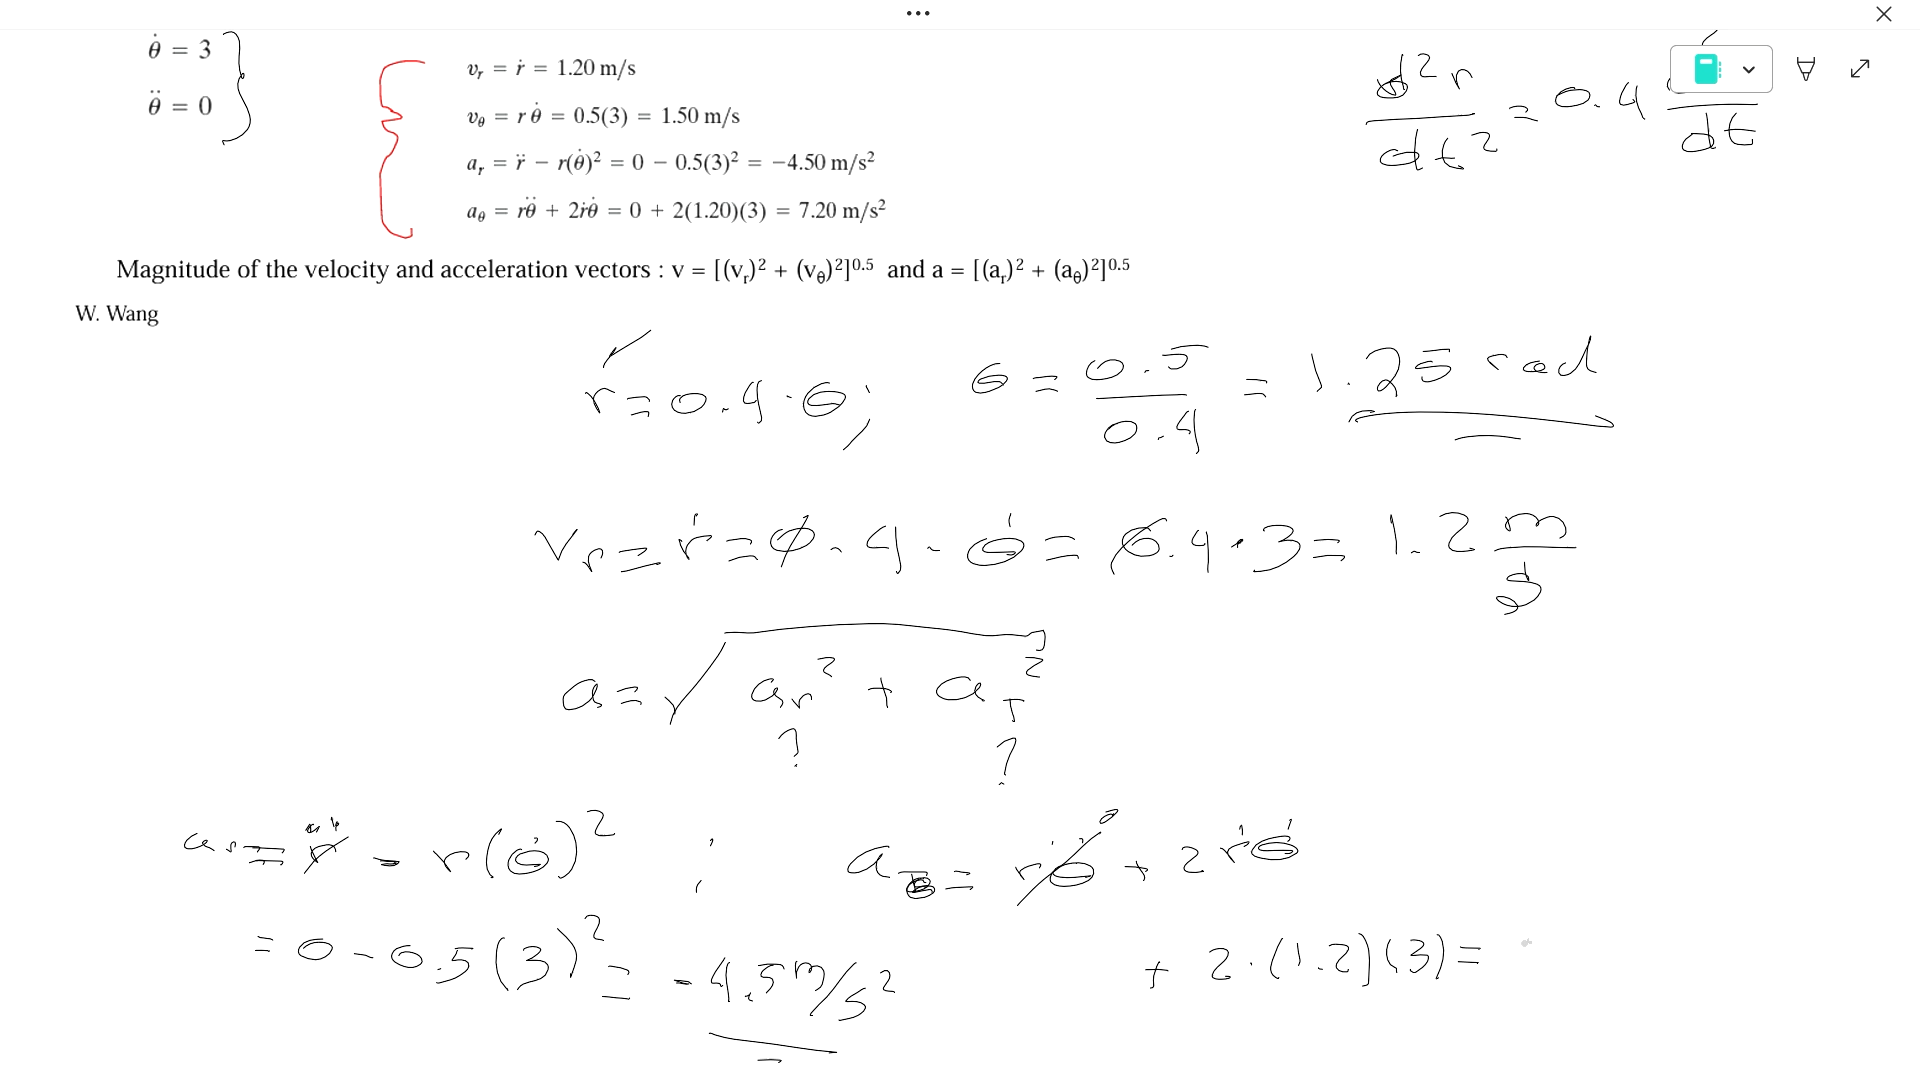 θ̇ = 3
θ̈ = 0
v_r = ṙ = 1.20 m/s
v_θ = r θ̇ = 0.5(3) = 1.50 m/s
a_r = r̈ − r(θ̇)² = 0 − 0.5(3)² = −4.50 m/s²
a_θ = rθ̈ + 2ṙθ̇ = 0 + 2(1.20)(3) = 7.20 m/s²
d²r/dt² = 0.4 /dt
Magnitude of the velocity and acceleration vectors : v = [(v_r)² + (v_θ)²]^0.5 and a = [(a_r)² + (a_θ)²]^0.5
W. Wang
r = 0.4 · θ; θ = 0.5/0.4 = 1.25 rad
v_r = ṙ = 0.4 · θ̇ = 0.4 · 3 = 1.2 m/s
a = √(a_r² + a_T²)
? ?
a_r = r̈ - r(θ̇)² ; a_θ = rθ̈ 0 + 2ṙθ̇
= 0 - 0.5(3)² = -4.5 m/s² + 2·(1.2)(3) =